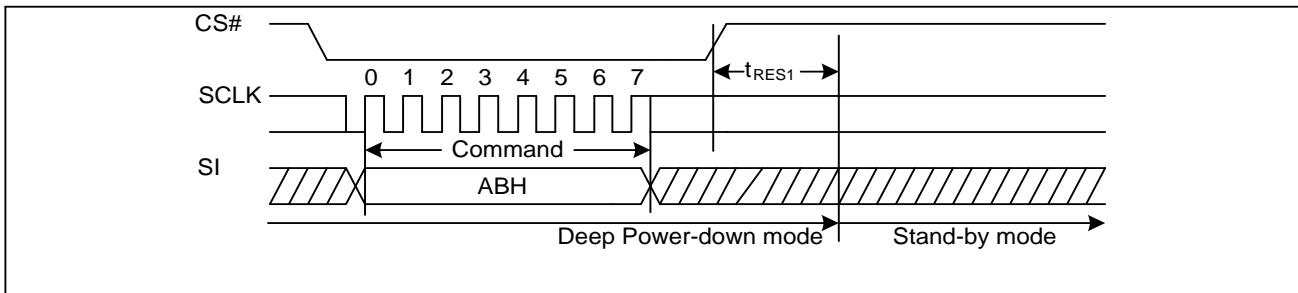 CS#
tRES1
0 1 2 3 4 5 6 7
SCLK
Command
SI
ABH
Deep Power-down mode Stand-by mode